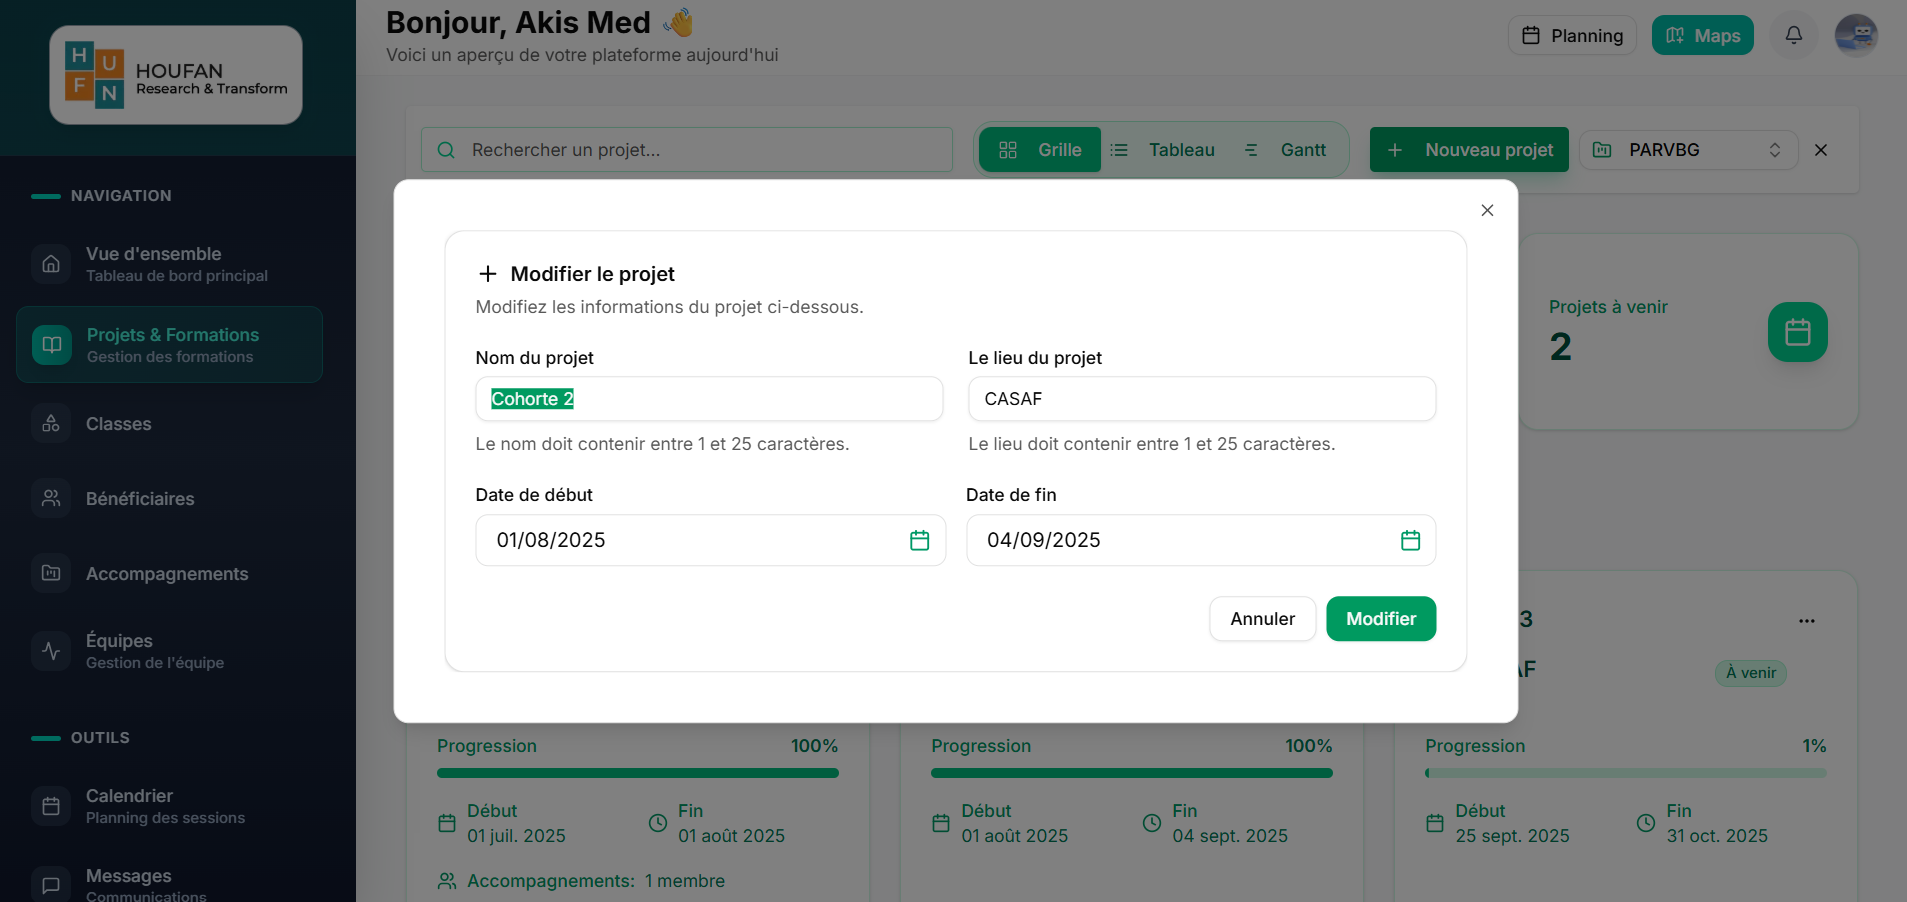 H U F N
HOUFAN
Research & Transform
NAVIGATION
Vue d'ensemble
Tableau de bord principal
Projets & Formations
Gestion des formations
Classes
Bénéficiaires
Accompagnements
Équipes
Gestion de l'équipe
OUTILS
Calendrier
Planning des sessions
Messages
Communications
Bonjour, Akis Med 👋
Voici un aperçu de votre plateforme aujourd'hui
Planning
Maps
Rechercher un projet...
Grille
Tableau
Gantt
+ Nouveau projet
PARVBG
Modifier le projet
Modifiez les informations du projet ci-dessous.
Nom du projet
Cohorte 2
Le nom doit contenir entre 1 et 25 caractères.
Le lieu du projet
CASAF
Le lieu doit contenir entre 1 et 25 caractères.
Date de début
01/08/2025
Date de fin
04/09/2025
Annuler
Modifier
Projets à venir
2
3
AF
À venir
Progression 100%
Début
01 juil. 2025
Fin
01 août 2025
Accompagnements: 1 membre
Progression 100%
Début
01 août 2025
Fin
04 sept. 2025
Progression 1%
Début
25 sept. 2025
Fin
31 oct. 2025